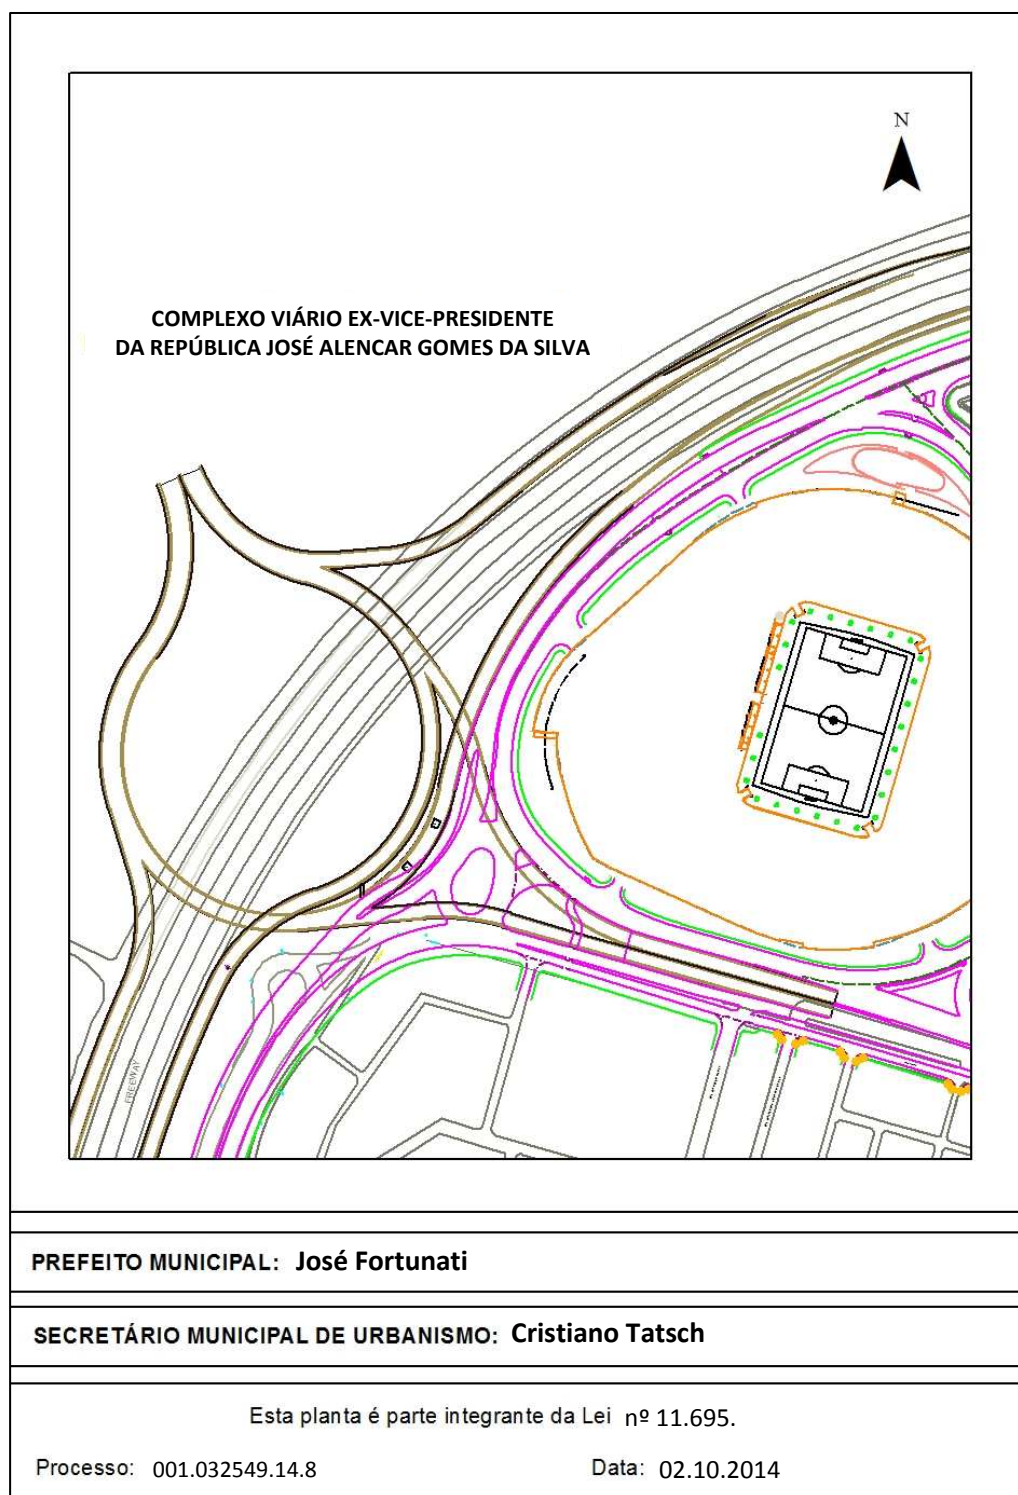 N
COMPLEXO VIÁRIO EX-VICE-PRESIDENTE
DA REPÚBLICA JOSÉ ALENCAR GOMES DA SILVA
FREEWAY
PREFEITO MUNICIPAL: José Fortunati
SECRETÁRIO MUNICIPAL DE URBANISMO: Cristiano Tatsch
Esta planta é parte integrante da Lei nº 11.695.
Processo: 001.032549.14.8 Data: 02.10.2014